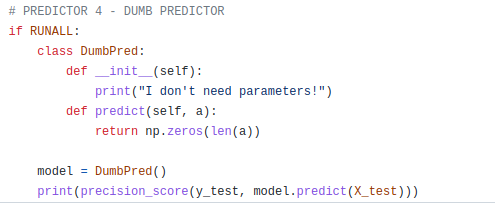 # PREDICTOR 4 - DUMB PREDICTOR
if RUNALL:
    class DumbPred:
        def __init__(self):
            print("I don't need parameters!")
        def predict(self, a):
            return np.zeros(len(a))

    model = DumbPred()
    print(precision_score(y_test, model.predict(X_test)))